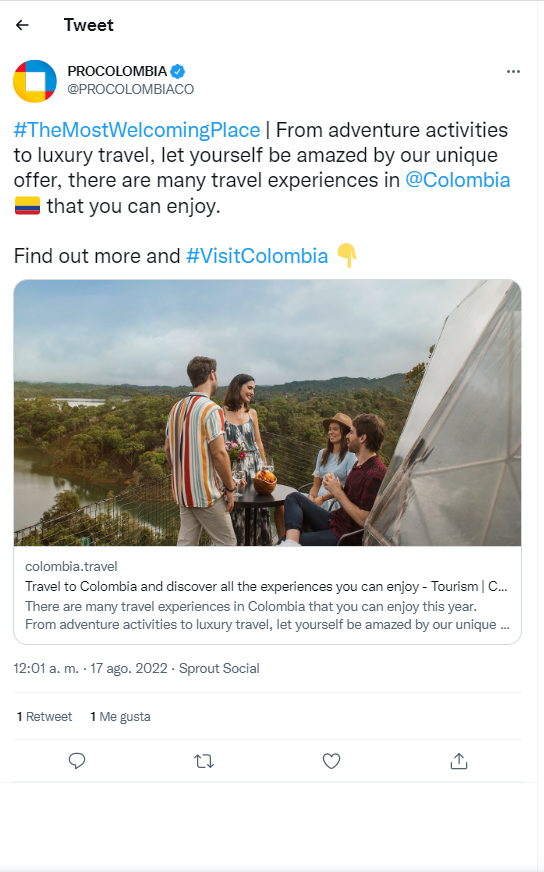 Tweet
PROCOLOMBIA
@PROCOLOMBIACO
#TheMostWelcomingPlace | From adventure activities
to luxury travel, let yourself be amazed by our unique
offer, there are many travel experiences in @Colombia
🇨🇴 that you can enjoy.
Find out more and #VisitColombia 👇
colombia.travel
Travel to Colombia and discover all the experiences you can enjoy - Tourism | C...
There are many travel experiences in Colombia that you can enjoy this year.
From adventure activities to luxury travel, let yourself be amazed by our unique ...
12:01 a. m. · 17 ago. 2022 · Sprout Social
1 Retweet 1 Me gusta